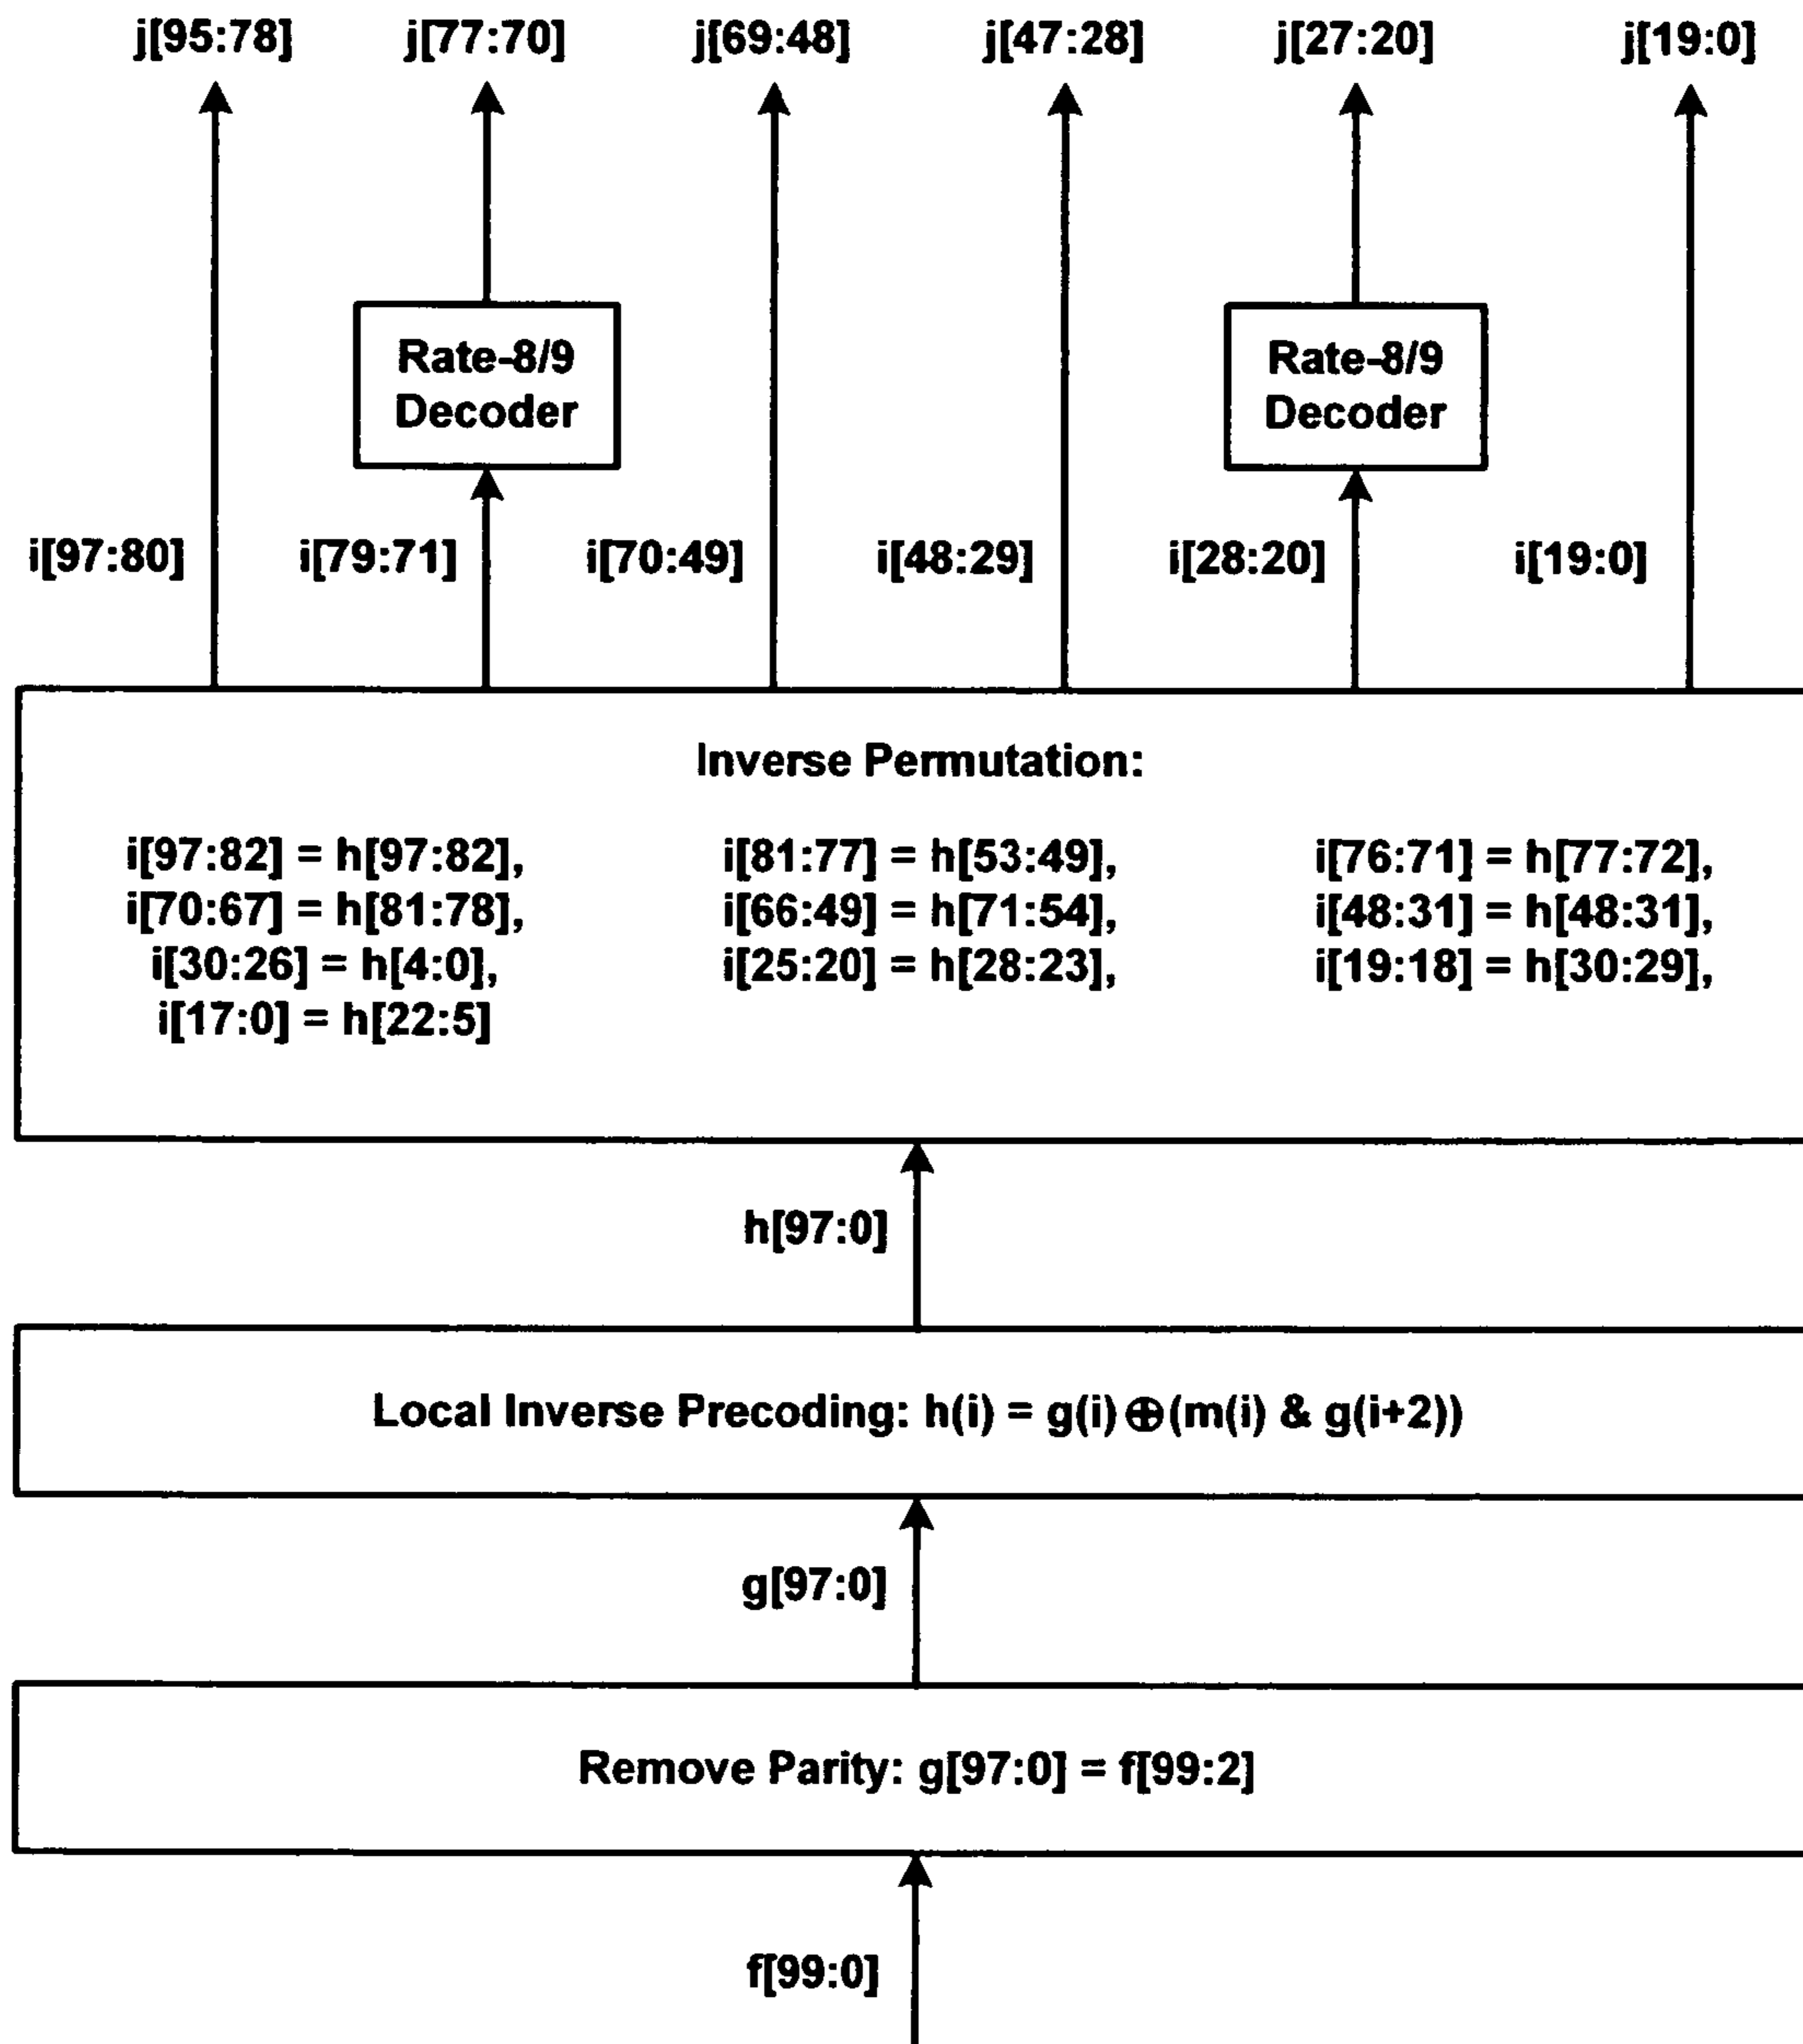 j[95:78] j[77:70] j[69:48] j[47:28] j[27:20] j[19:0]
Rate-8/9 Rate-8/9
Decoder Decoder
i[97:80] i[79:71] i[70:49] i[48:29] i[28:20] i[19:0]
Inverse Permutation:
i[97:82] = h[97:82], i[81:77] = h[53:49], i[76:71] = h[77:72],
i[70:67] = h[81:78], i[66:49] = h[71:54], i[48:31] = h[48:31],
i[30:26] = h[4:0], i[25:20] = h[28:23], i[19:18] = h[30:29],
i[17:0] = h[22:5]
h[97:0]
Local Inverse Precoding: h(i) = g(i)⊕(m(i) & g(i+2))
g[97:0]
Remove Parity: g[97:0] = f[99:2]
f[99:0]